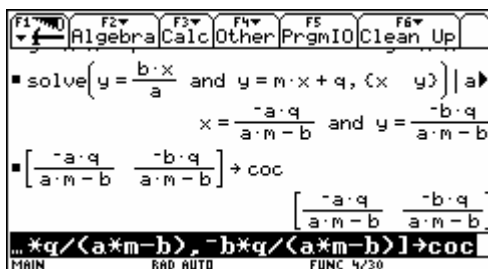 F1 F2 F3 F4 F5 F6
Algebra Calc Other PrgmIO Clean Up
▪ solve(y = b·x/a and y = m·x + q, {x y}) | a▶
x = ⁻a·q/(a·m − b) and y = ⁻b·q/(a·m − b)
▪ [⁻a·q/(a·m − b) ⁻b·q/(a·m − b)] → coc
[⁻a·q/(a·m − b) ⁻b·q/(a·m − b)]
…*q/(a*m-b),⁻b*q/(a*m-b)]→coc
MAIN RAD AUTO FUNC 4/30